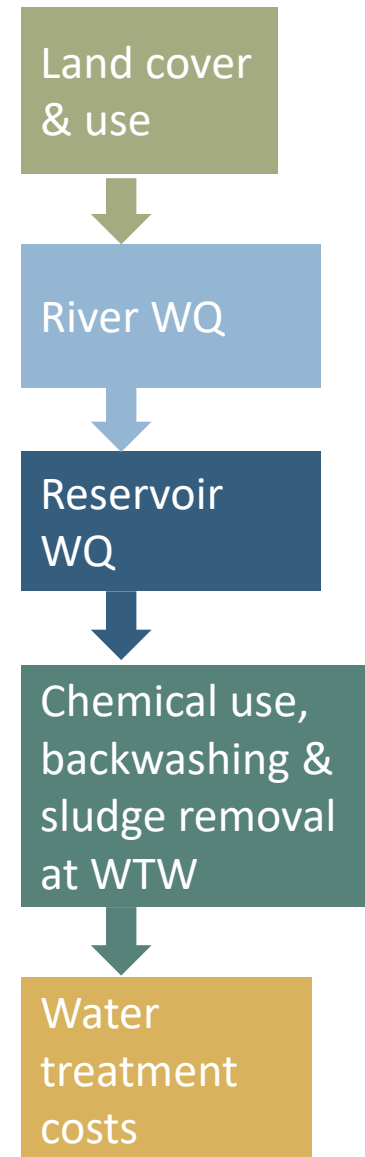 Land cover
& use
River WQ
Reservoir
WQ
Chemical use,
backwashing &
sludge removal
at WTW
Water
treatment
costs